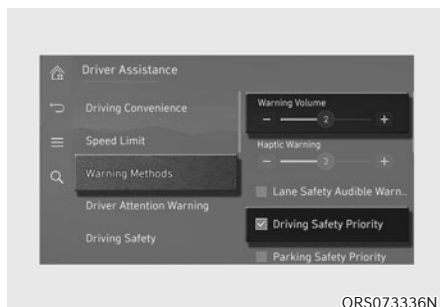 Driver Assistance
Driving Convenience
Speed Limit
Warning Methods
Driver Attention Warning
Driving Safety
Warning Volume
− 2 +
Haptic Warning
− 2 +
Lane Safety Audible Warn..
Driving Safety Priority
Parking Safety Priority
ORS073336N